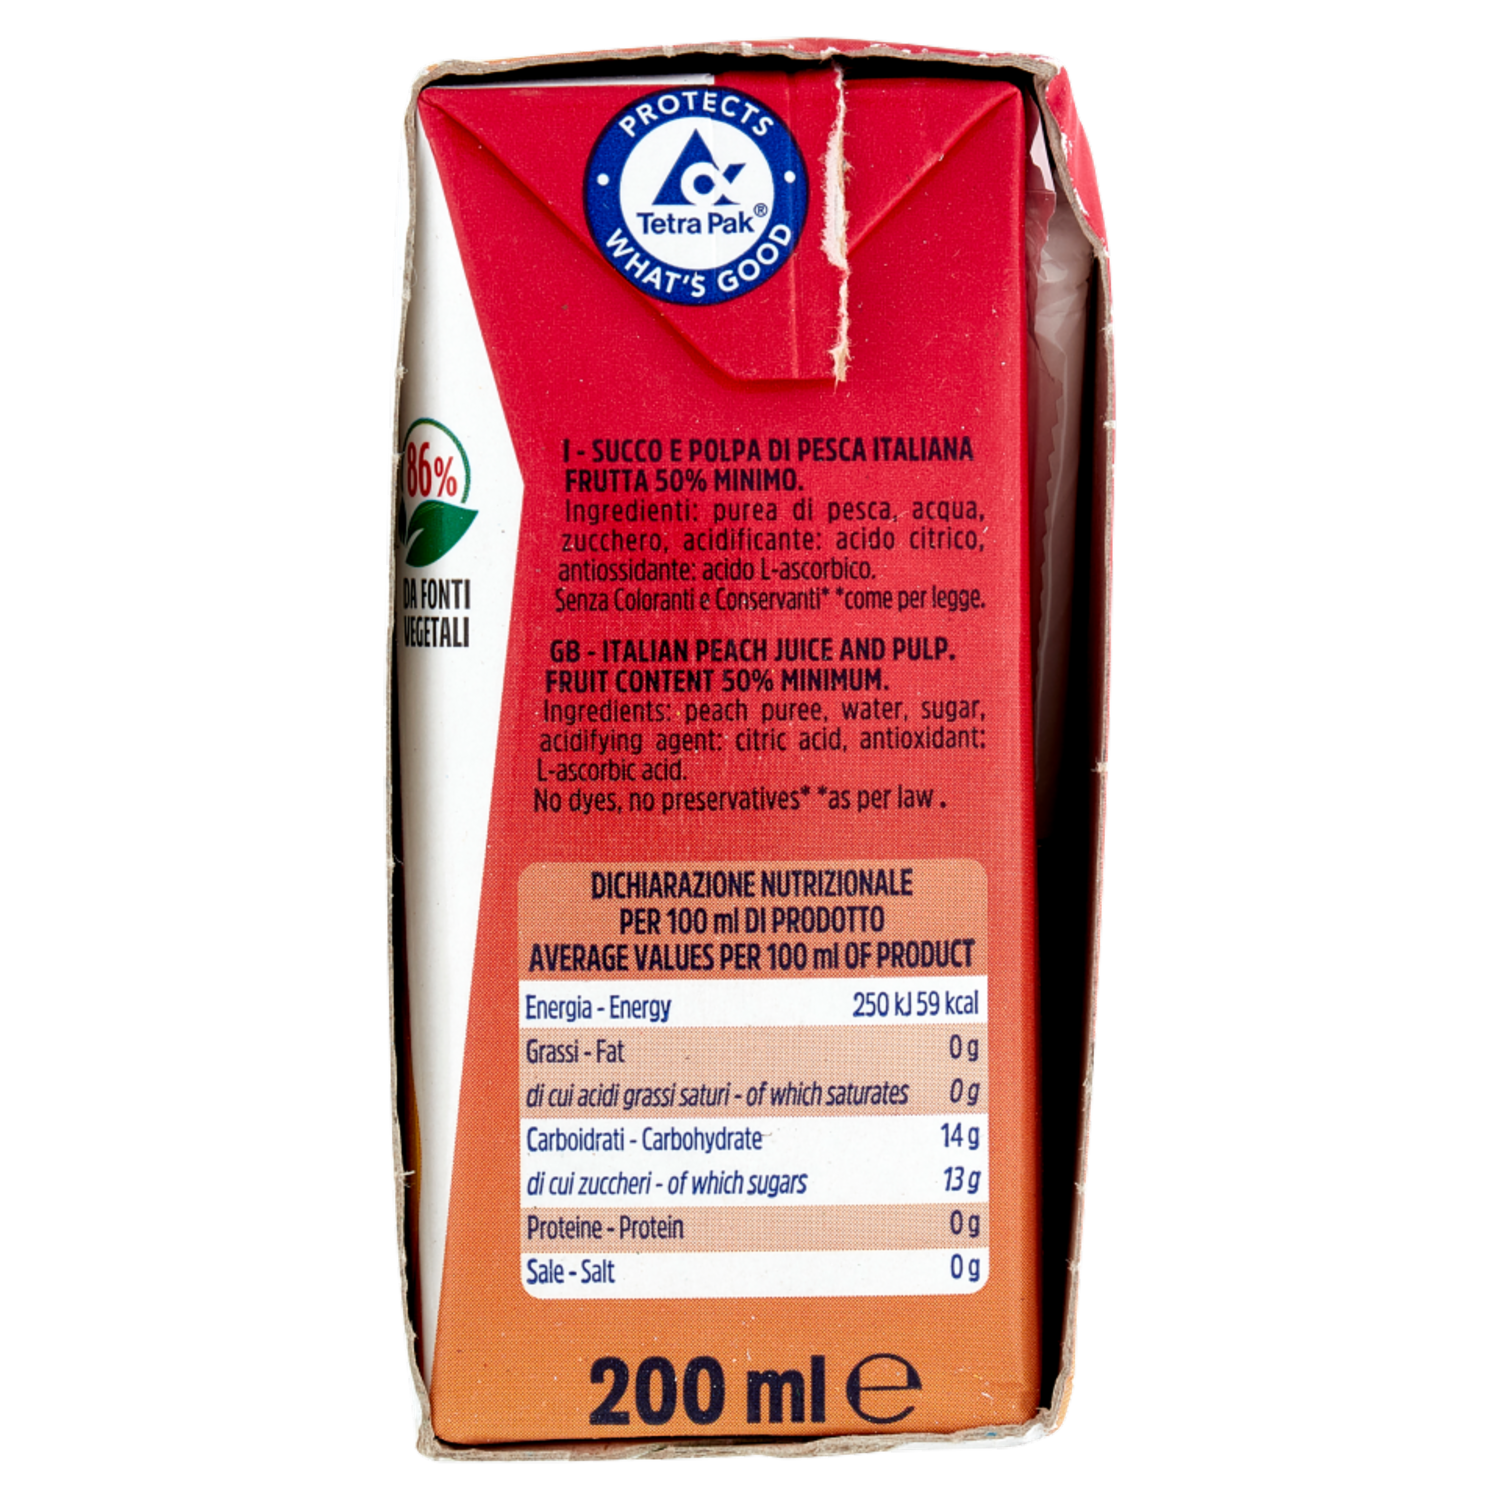 PROTECTS
Tetra Pak®
WHAT'S GOOD
86%
DA FONTI
VEGETALI
I - SUCCO E POLPA DI PESCA ITALIANA
FRUTTA 50% MINIMO.
Ingredienti: purea di pesca, acqua,
zucchero, acidificante: acido citrico,
antiossidante: acido L-ascorbico.
Senza Coloranti e Conservanti* *come per legge.
GB - ITALIAN PEACH JUICE AND PULP.
FRUIT CONTENT 50% MINIMUM.
Ingredients: peach puree, water, sugar,
acidifying agent: citric acid, antioxidant:
L-ascorbic acid.
No dyes, no preservatives* *as per law.
DICHIARAZIONE NUTRIZIONALE
PER 100 ml DI PRODOTTO
AVERAGE VALUES PER 100 ml OF PRODUCT
Energia - Energy 250 kJ 59 kcal
Grassi - Fat 0 g
di cui acidi grassi saturi - of which saturates 0 g
Carboidrati - Carbohydrate 14 g
di cui zuccheri - of which sugars 13 g
Proteine - Protein 0 g
Sale - Salt 0 g
200 ml ℮